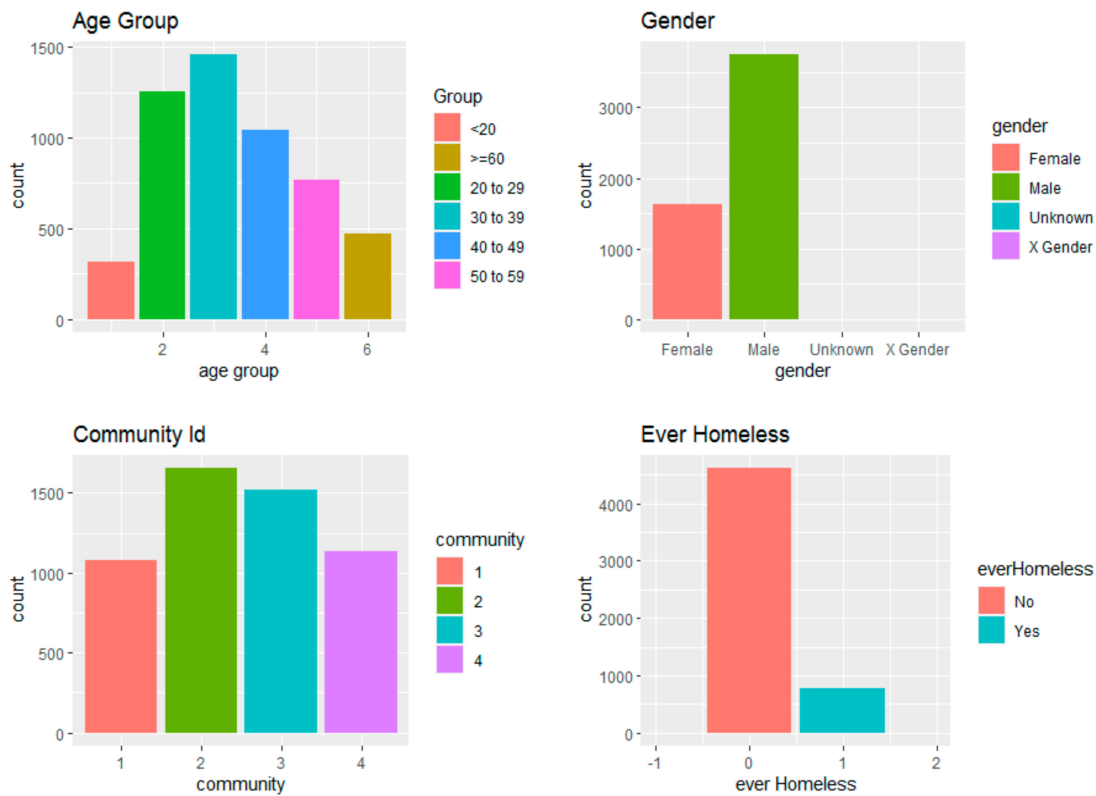 Age Group
1500
1000
500
0
count
2
4
6
age group
Group
<20
>=60
20 to 29
30 to 39
40 to 49
50 to 59
Gender
3000
2000
1000
0
count
Female
Male
Unknown
X Gender
gender
gender
Female
Male
Unknown
X Gender
Community Id
1500
1000
500
0
count
1
2
3
4
community
community
1
2
3
4
Ever Homeless
4000
3000
2000
1000
0
count
-1
0
1
2
ever Homeless
everHomeless
No
Yes